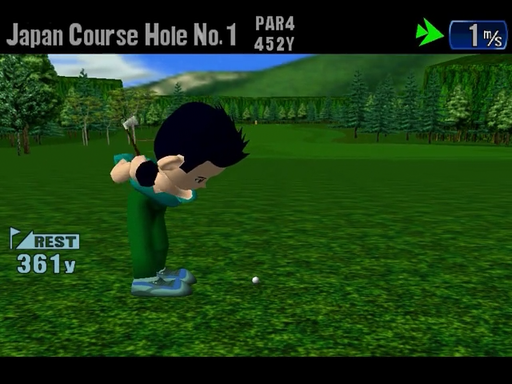 Japan Course Hole No.1
PAR4
452Y
1 m/s
REST
361y